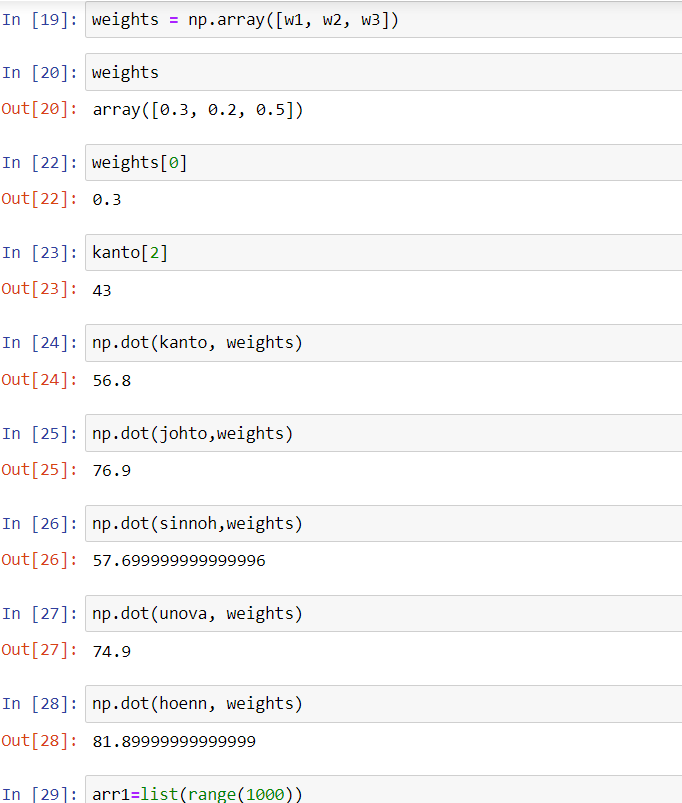 In [19]: weights = np.array([w1, w2, w3])
In [20]: weights
Out[20]: array([0.3, 0.2, 0.5])
In [22]: weights[0]
Out[22]: 0.3
In [23]: kanto[2]
Out[23]: 43
In [24]: np.dot(kanto, weights)
Out[24]: 56.8
In [25]: np.dot(johto,weights)
Out[25]: 76.9
In [26]: np.dot(sinnoh,weights)
Out[26]: 57.699999999999996
In [27]: np.dot(unova, weights)
Out[27]: 74.9
In [28]: np.dot(hoenn, weights)
Out[28]: 81.89999999999999
In [29]: arr1=list(range(1000))